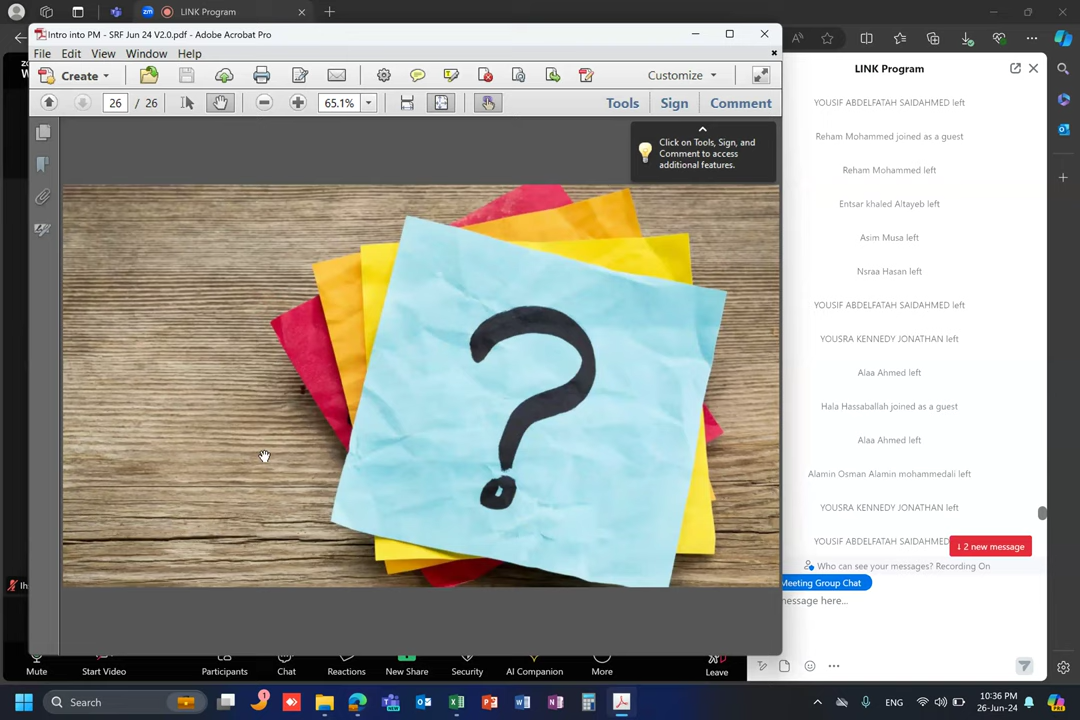 LINK Program
Intro into PM - SRF Jun 24 V2.0.pdf - Adobe Acrobat Pro
File Edit View Window Help
Create
Customize
26 / 26
65.1%
Tools Sign Comment
Click on Tools, Sign, and
Comment to access
additional features.
?
LINK Program
YOUSIF ABDELFATAH SAIDAHMED left
Reham Mohammed joined as a guest
Reham Mohammed left
Entsar khaled Altayeb left
Asim Musa left
Nsraa Hasan left
YOUSIF ABDELFATAH SAIDAHMED left
YOUSRA KENNEDY JONATHAN left
Alaa Ahmed left
Hala Hassaballah joined as a guest
Alaa Ahmed left
Alamin Osman Alamin mohammedali left
YOUSRA KENNEDY JONATHAN left
YOUSIF ABDELFATAH SAIDAHMED
2 new message
Who can see your messages? Recording On
Meeting Group Chat
message here...
Mute Start Video Participants Chat Reactions New Share Security AI Companion More Leave
Search
ENG
10:36 PM
26-Jun-24